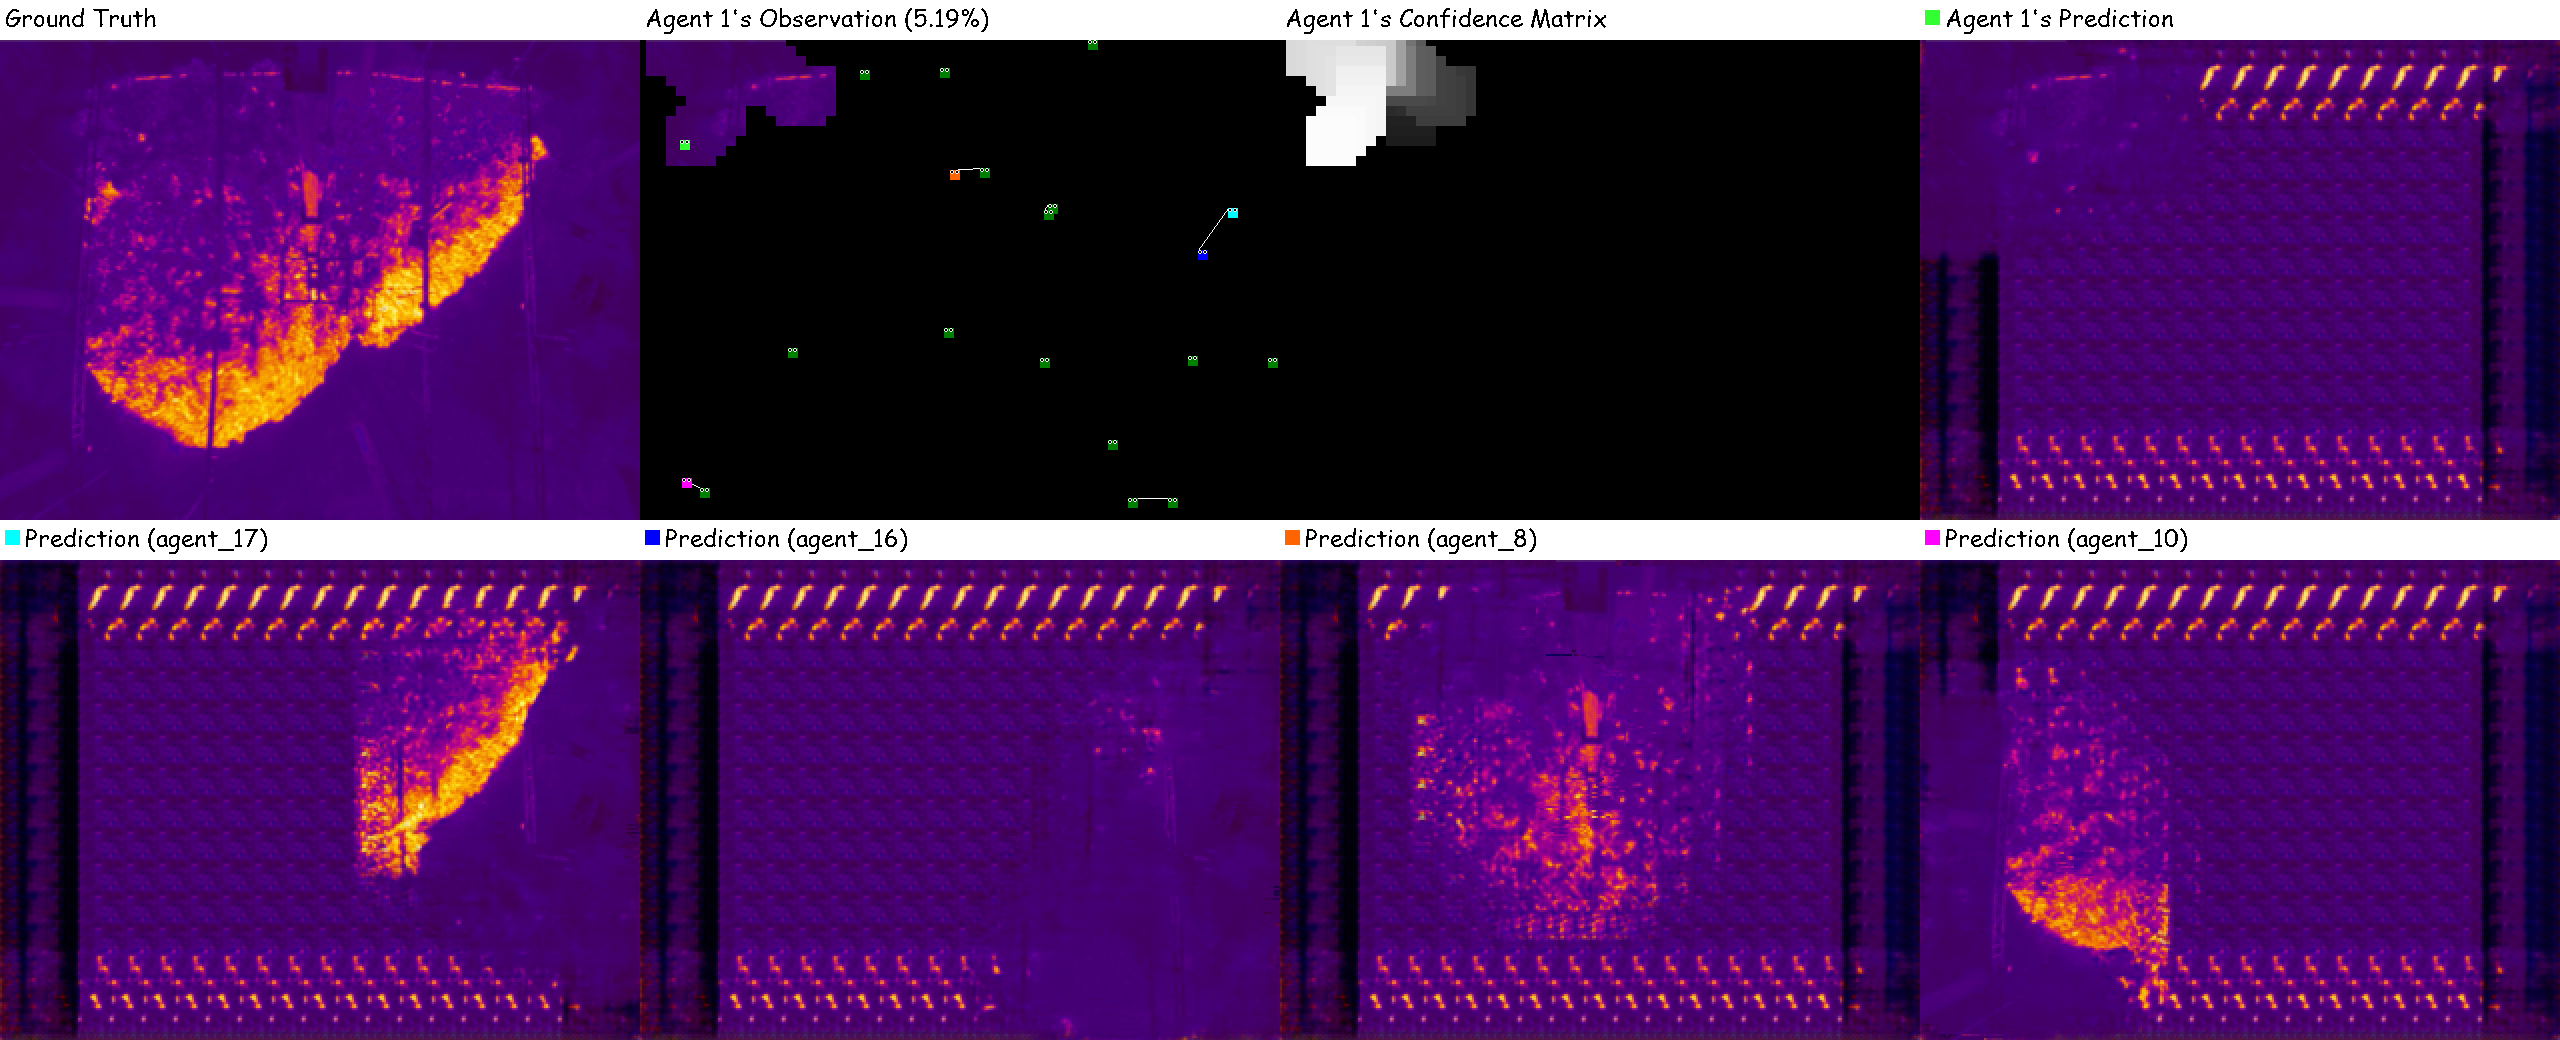 Ground Truth
Agent 1's Observation (5.19%)
Agent 1's Confidence Matrix
Agent 1's Prediction
Prediction (agent_17)
Prediction (agent_16)
Prediction (agent_8)
Prediction (agent_10)